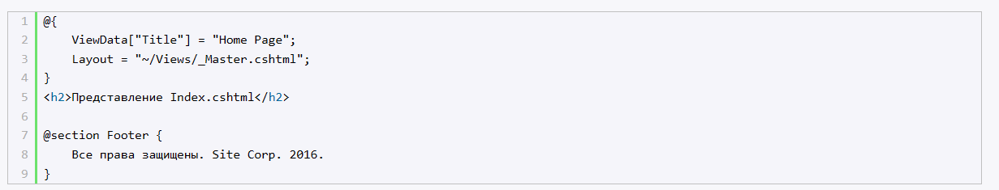 1 @{
2     ViewData["Title"] = "Home Page";
3     Layout = "~/Views/_Master.cshtml";
4 }
5 <h2>Представление Index.cshtml</h2>
6
7 @section Footer {
8     Все права защищены. Site Corp. 2016.
9 }